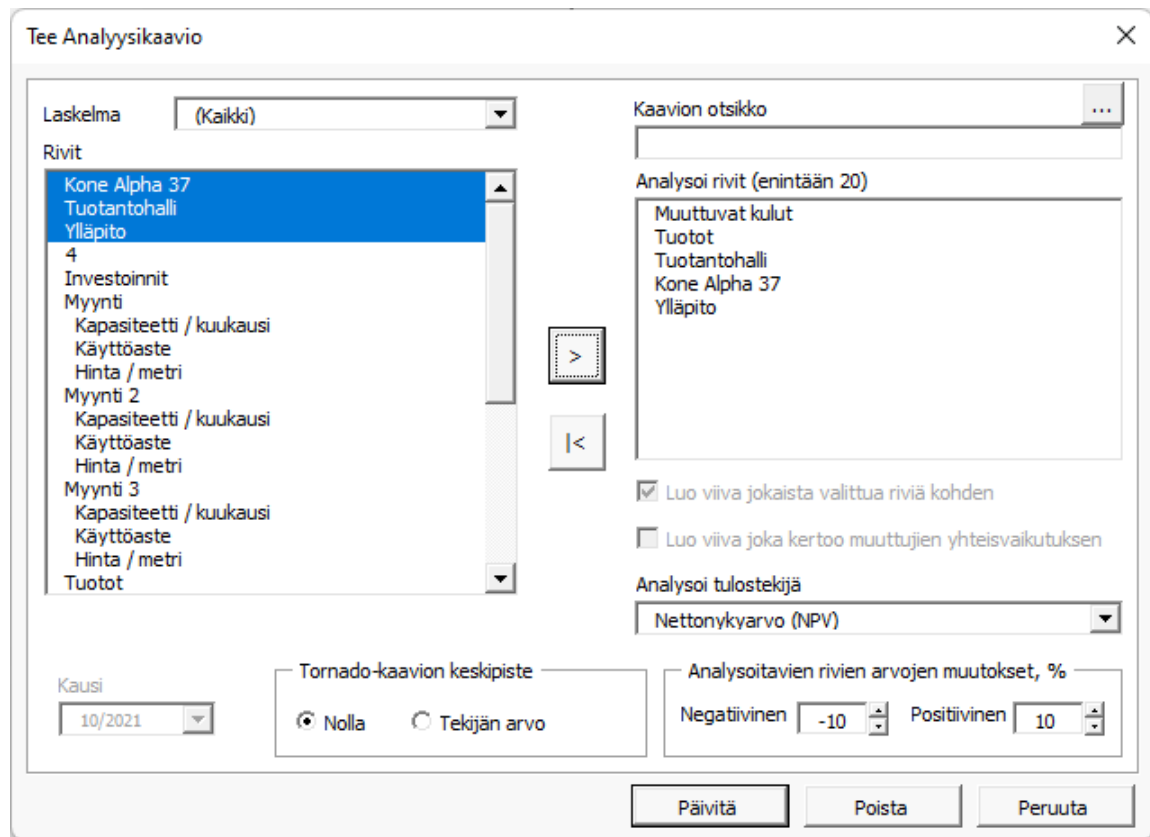 Tee Analyysikaavio
Laskelma
(Kaikki)
Rivit
Kone Alpha 37
Tuotantohalli
Ylläpito
4
Investoinnit
Myynti
Kapasiteetti / kuukausi
Käyttöaste
Hinta / metri
Myynti 2
Kapasiteetti / kuukausi
Käyttöaste
Hinta / metri
Myynti 3
Kapasiteetti / kuukausi
Käyttöaste
Hinta / metri
Tuotot
>
|<
Kaavion otsikko
...
Analysoi rivit (enintään 20)
Muuttuvat kulut
Tuotot
Tuotantohalli
Kone Alpha 37
Ylläpito
Luo viiva jokaista valittua riviä kohden
Luo viiva joka kertoo muuttujien yhteisvaikutuksen
Analysoi tulostekijä
Nettonykyarvo (NPV)
Kausi
10/2021
Tornado-kaavion keskipiste
Nolla
Tekijän arvo
Analysoitavien rivien arvojen muutokset, %
Negatiivinen
-10
Positiivinen
10
Päivitä
Poista
Peruuta